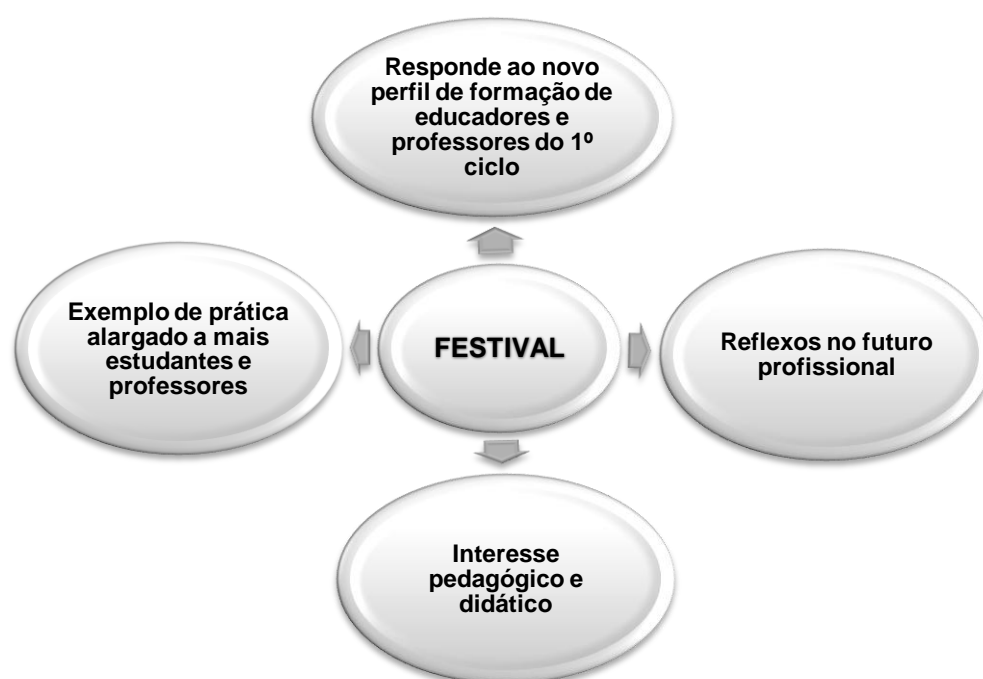 Responde ao novo
perfil de formação de
educadores e
professores do 1º
ciclo
Exemplo de prática
alargado a mais
estudantes e
professores
FESTIVAL
Reflexos no futuro
profissional
Interesse
pedagógico e
didático